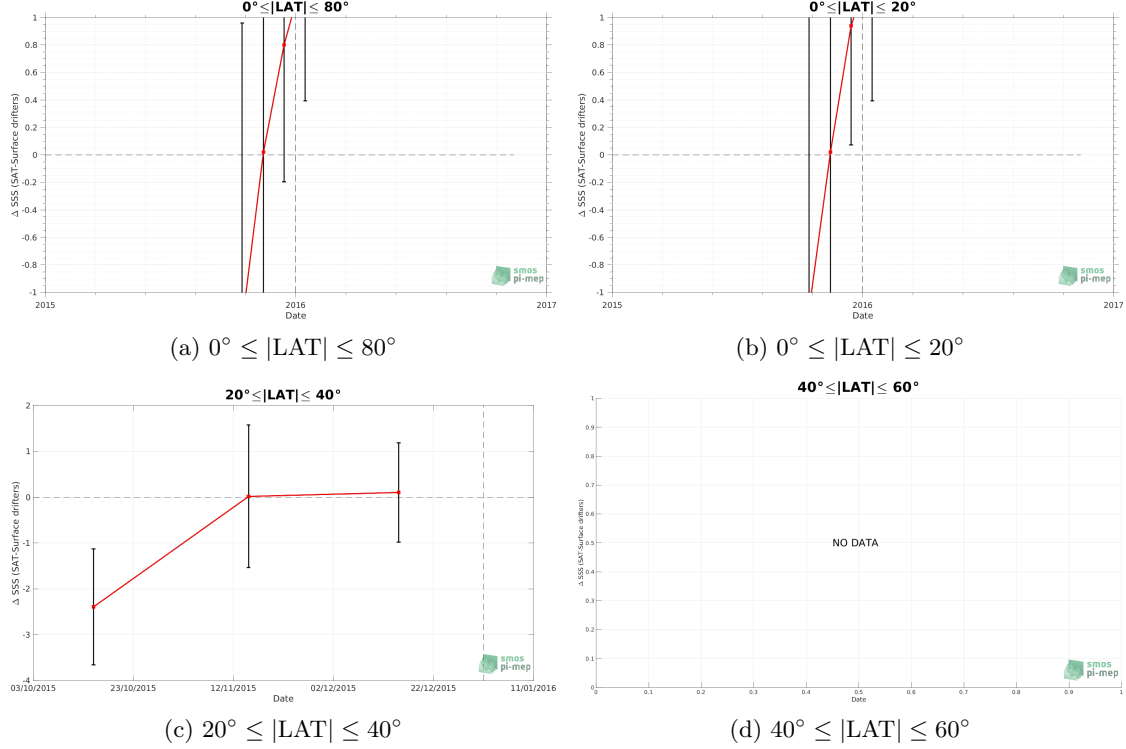 0°≤|LAT|≤ 80°
1
0.8
0.6
0.4
0.2
0
-0.2
-0.4
-0.6
-0.8
-1
Δ SSS (SAT-Surface drifters)
2015
2016
2017
Date
smos
pi-mep
(a) 0° ≤ |LAT| ≤ 80°
0°≤|LAT|≤ 20°
1
0.8
0.6
0.4
0.2
0
-0.2
-0.4
-0.6
-0.8
-1
Δ SSS (SAT-Surface drifters)
2015
2016
2017
Date
smos
pi-mep
(b) 0° ≤ |LAT| ≤ 20°
20°≤|LAT|≤ 40°
2
1
0
-1
-2
-3
-4
Δ SSS (SAT-Surface drifters)
03/10/2015
23/10/2015
12/11/2015
02/12/2015
22/12/2015
11/01/2016
Date
smos
pi-mep
(c) 20° ≤ |LAT| ≤ 40°
40°≤|LAT|≤ 60°
1
0.9
0.8
0.7
0.6
0.5
0.4
0.3
0.2
0.1
0
Δ SSS (SAT-Surface drifters)
NO DATA
0
0.1
0.2
0.3
0.4
0.5
0.6
0.7
0.8
0.9
1
Date
smos
pi-mep
(d) 40° ≤ |LAT| ≤ 60°